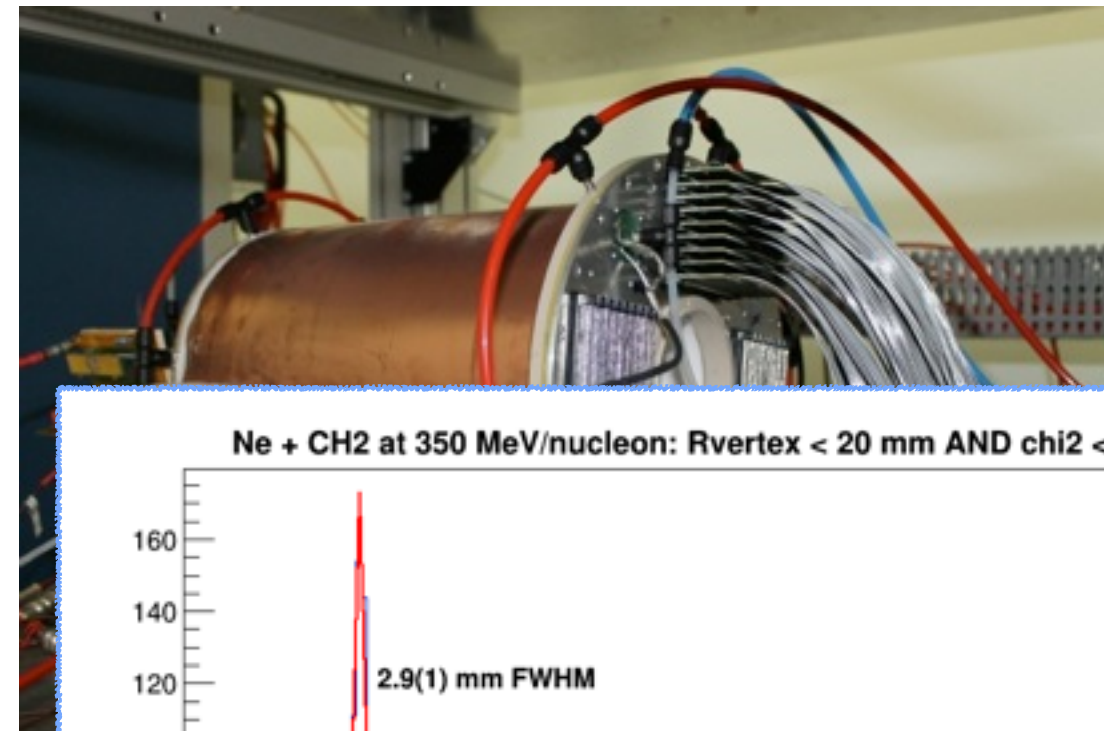 Ne + CH2 at 350 MeV/nucleon: Rvertex < 20 mm AND chi2 <
160
140
2.9(1) mm FWHM
120